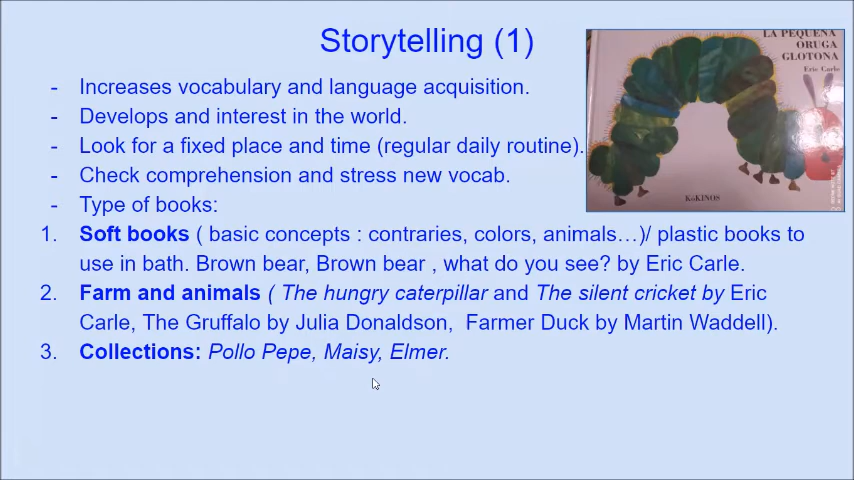 Storytelling (1)
- Increases vocabulary and language acquisition.
- Develops and interest in the world.
- Look for a fixed place and time (regular daily routine).
- Check comprehension and stress new vocab.
- Type of books:
1. Soft books ( basic concepts : contraries, colors, animals…)/ plastic books to
use in bath. Brown bear, Brown bear , what do you see? by Eric Carle.
2. Farm and animals ( The hungry caterpillar and The silent cricket by Eric
Carle, The Gruffalo by Julia Donaldson, Farmer Duck by Martin Waddell).
3. Collections: Pollo Pepe, Maisy, Elmer.
LA PEQUEÑA
ORUGA
GLOTONA
Eric Carle
KóKINOS